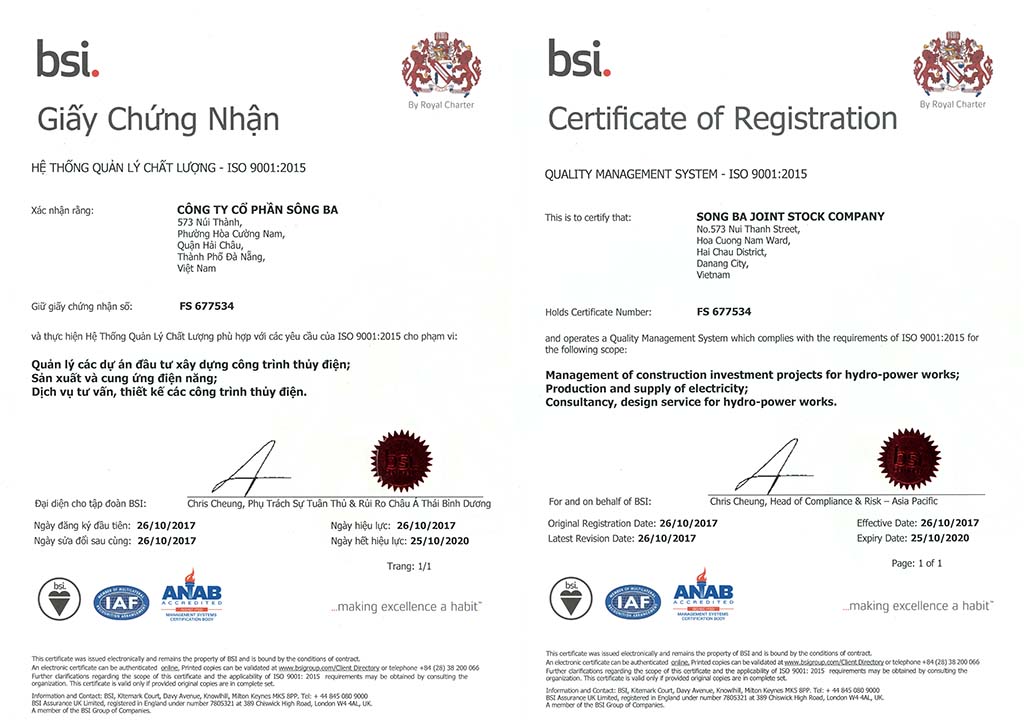 bsi.
By Royal Charter
Giấy Chứng Nhận
HỆ THỐNG QUẢN LÝ CHẤT LƯỢNG - ISO 9001:2015
Xác nhận rằng:
CÔNG TY CỔ PHẦN SÔNG BA
573 Núi Thành,
Phường Hòa Cường Nam,
Quận Hải Châu,
Thành Phố Đà Nẵng,
Việt Nam
Giữ giấy chứng nhận số: FS 677534
và thực hiện Hệ Thống Quản Lý Chất Lượng phù hợp với các yêu cầu của ISO 9001:2015 cho phạm vi:
Quản lý các dự án đầu tư xây dựng công trình thủy điện;
Sản xuất và cung ứng điện năng;
Dịch vụ tư vấn, thiết kế các công trình thủy điện.
Đại diện cho tập đoàn BSI:
Chris Cheung, Phụ Trách Sự Tuân Thủ & Rủi Ro Châu Á Thái Bình Dương
Ngày đăng ký đầu tiên: 26/10/2017 Ngày hiệu lực: 26/10/2017
Ngày sửa đổi sau cùng: 26/10/2017 Ngày hết hiệu lực: 25/10/2020
Trang: 1/1
bsi.
IAF
ANAB
ACCREDITED
MANAGEMENT SYSTEMS
CERTIFICATION BODY
...making excellence a habit™
This certificate was issued electronically and remains the property of BSI and is bound by the conditions of contract.
An electronic certificate can be authenticated online. Printed copies can be validated at www.bsigroup.com/Client Directory or telephone +84 (28) 38 200 066
Further clarifications regarding the scope of this certificate and the applicability of ISO 9001: 2015 requirements may be obtained by consulting the
organization. This certificate is valid only if provided original copies are in complete set.
Information and Contact: BSI, Kitemark Court, Davy Avenue, Knowlhill, Milton Keynes MK5 8PP. Tel: + 44 845 080 9000
BSI Assurance UK Limited, registered in England under number 7805321 at 389 Chiswick High Road, London W4 4AL, UK.
A member of the BSI Group of Companies.
bsi.
By Royal Charter
Certificate of Registration
QUALITY MANAGEMENT SYSTEM - ISO 9001:2015
This is to certify that:
SONG BA JOINT STOCK COMPANY
No.573 Nui Thanh Street,
Hoa Cuong Nam Ward,
Hai Chau District,
Danang City,
Vietnam
Holds Certificate Number: FS 677534
and operates a Quality Management System which complies with the requirements of ISO 9001:2015 for
the following scope:
Management of construction investment projects for hydro-power works;
Production and supply of electricity;
Consultancy, design service for hydro-power works.
For and on behalf of BSI:
Chris Cheung, Head of Compliance & Risk – Asia Pacific
Original Registration Date: 26/10/2017 Effective Date: 26/10/2017
Latest Revision Date: 26/10/2017 Expiry Date: 25/10/2020
Page: 1 of 1
bsi.
IAF
ANAB
ACCREDITED
MANAGEMENT SYSTEMS
CERTIFICATION BODY
...making excellence a habit™
This certificate was issued electronically and remains the property of BSI and is bound by the conditions of contract.
An electronic certificate can be authenticated online. Printed copies can be validated at www.bsigroup.com/Client Directory or telephone +84 (28) 38 200 066
Further clarifications regarding the scope of this certificate and the applicability of ISO 9001: 2015 requirements may be obtained by consulting the
organization. This certificate is valid only if provided original copies are in complete set.
Information and Contact: BSI, Kitemark Court, Davy Avenue, Knowlhill, Milton Keynes MK5 8PP. Tel: + 44 845 080 9000
BSI Assurance UK Limited, registered in England under number 7805321 at 389 Chiswick High Road, London W4 4AL, UK.
A member of the BSI Group of Companies.